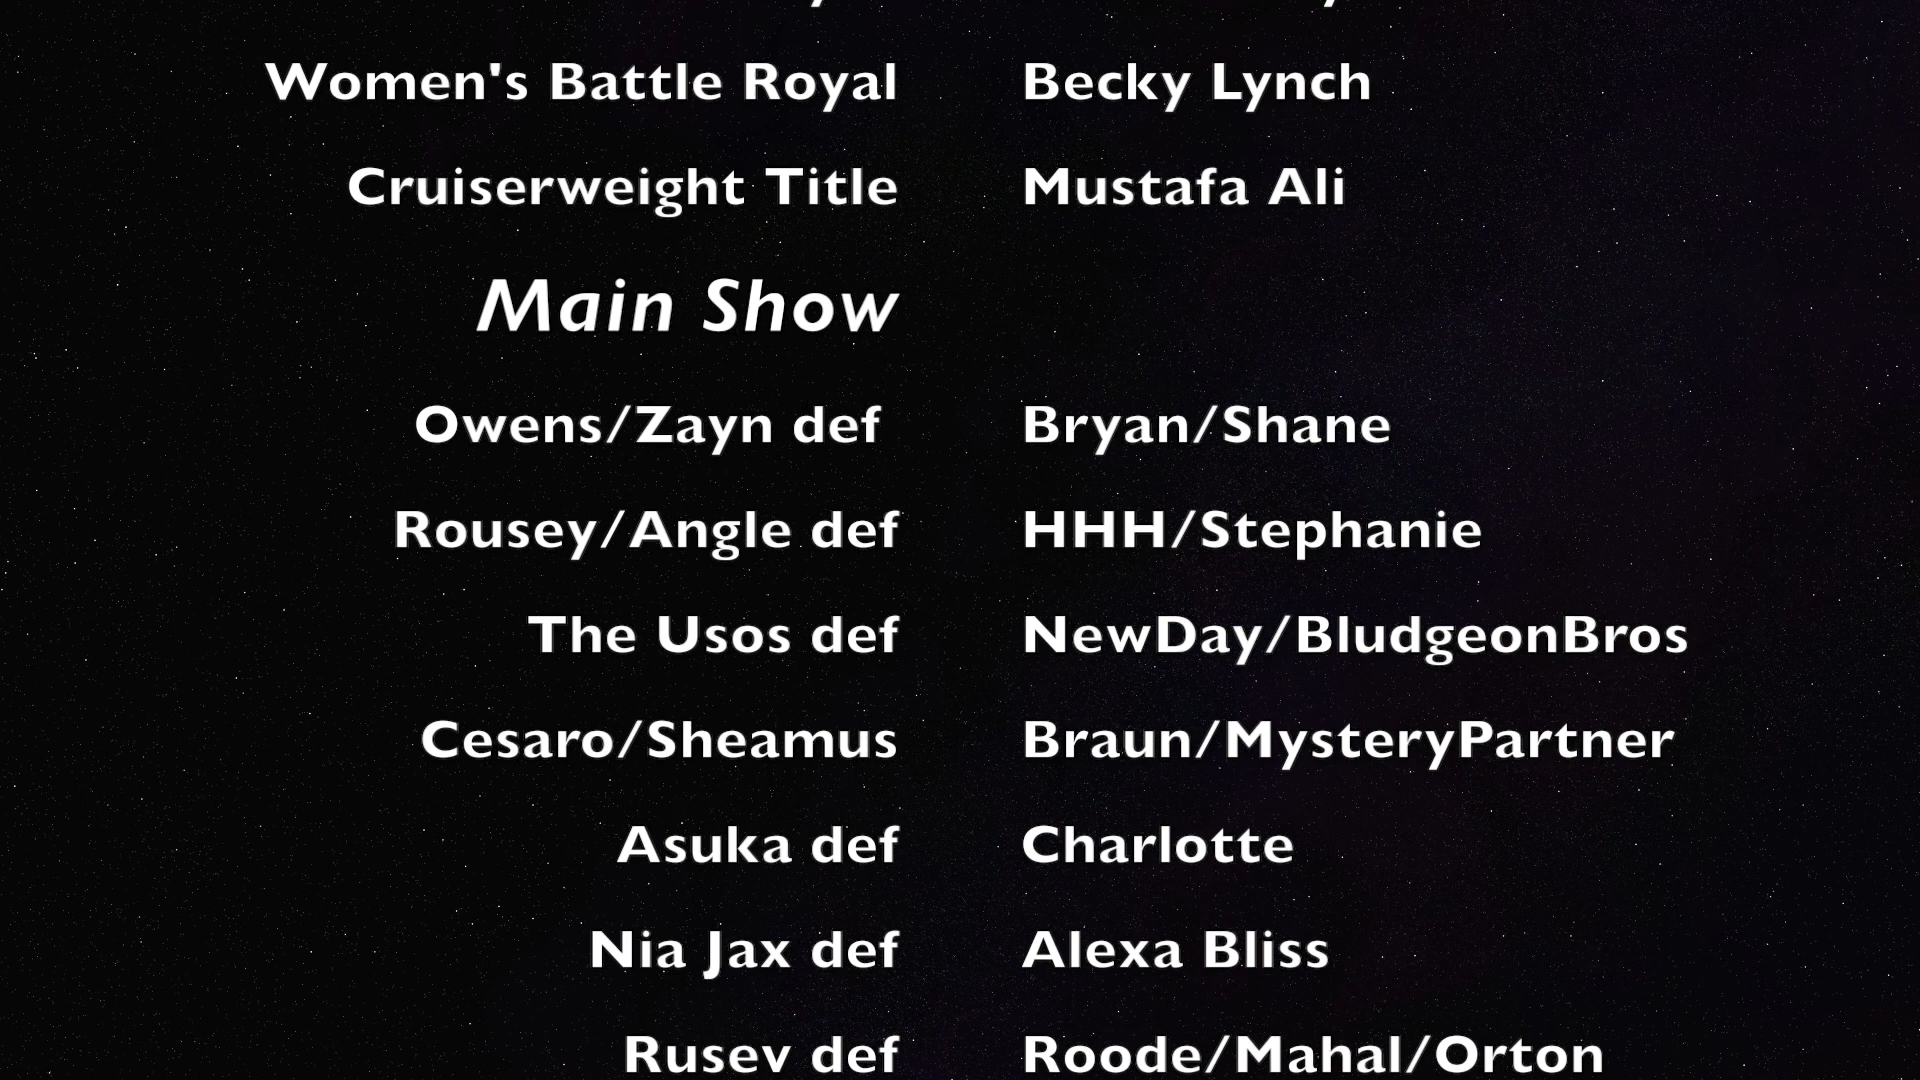 Women's Battle Royal Becky Lynch
Cruiserweight Title Mustafa Ali
Main Show
Owens/Zayn def Bryan/Shane
Rousey/Angle def HHH/Stephanie
The Usos def NewDay/BludgeonBros
Cesaro/Sheamus Braun/MysteryPartner
Asuka def Charlotte
Nia Jax def Alexa Bliss
Rusev def Roode/Mahal/Orton